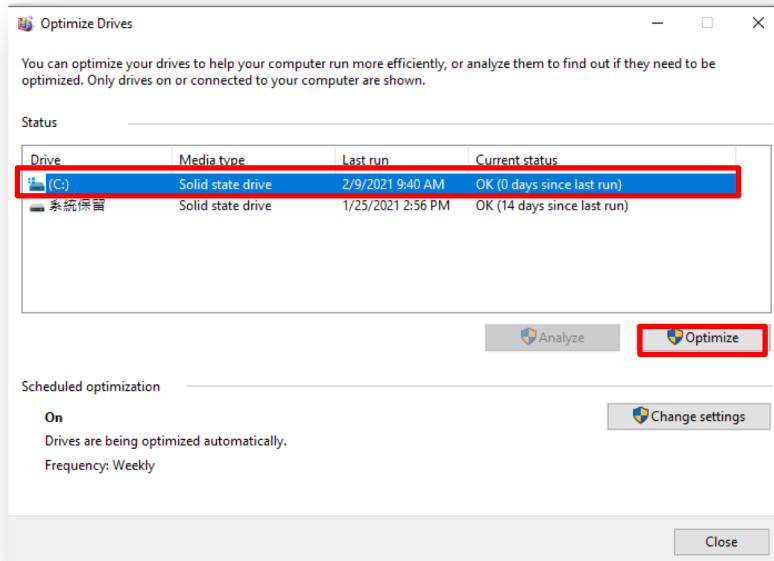 Optimize Drives
You can optimize your drives to help your computer run more efficiently, or analyze them to find out if they need to be
optimized. Only drives on or connected to your computer are shown.
Status
Drive Media type Last run Current status
(C:) Solid state drive 2/9/2021 9:40 AM OK (0 days since last run)
系統保留 Solid state drive 1/25/2021 2:56 PM OK (14 days since last run)
Analyze Optimize
Scheduled optimization
On
Change settings
Drives are being optimized automatically.
Frequency: Weekly
Close